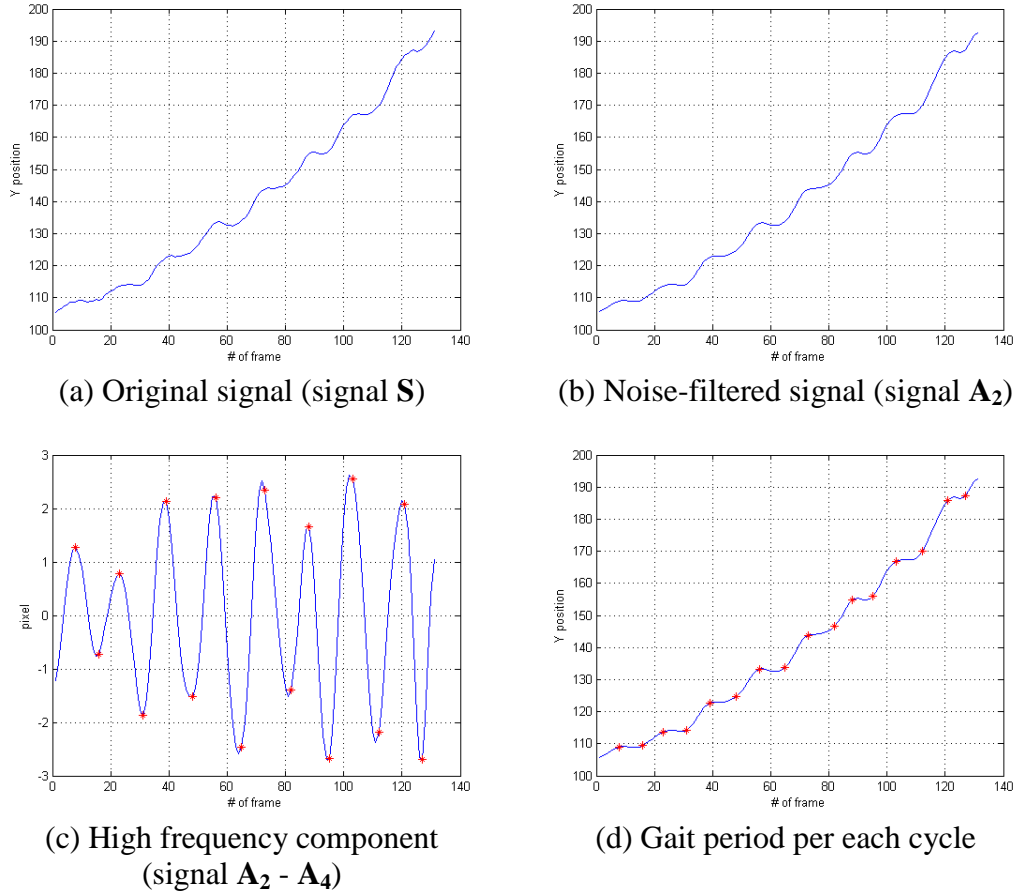 200
190
180
170
160
150
140
130
120
110
100
Y position
0 20 40 60 80 100 120 140
# of frame
(a) Original signal (signal S)
200
190
180
170
160
150
140
130
120
110
100
Y position
0 20 40 60 80 100 120 140
# of frame
(b) Noise-filtered signal (signal A2)
3
2
1
0
-1
-2
-3
pixel
0 20 40 60 80 100 120 140
# of frame
(c) High frequency component
(signal A2 - A4)
200
190
180
170
160
150
140
130
120
110
100
Y position
0 20 40 60 80 100 120 140
# of frame
(d) Gait period per each cycle